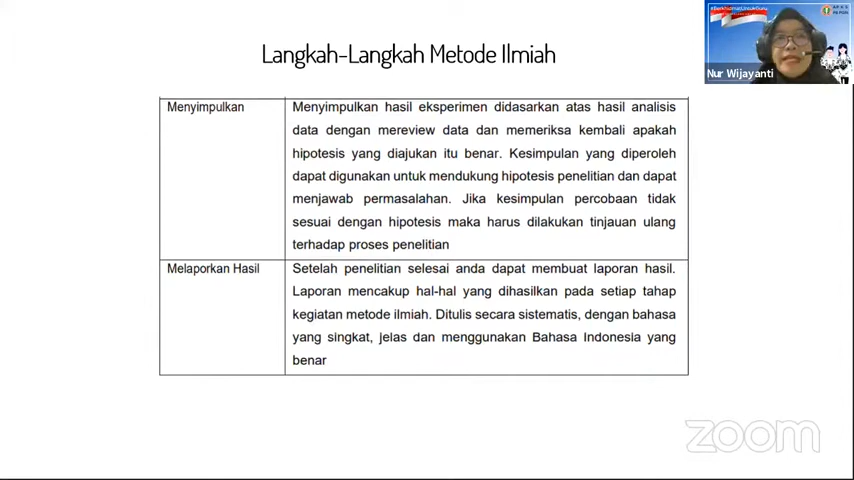 #BerkhidmatUntukGuru
Langkah-Langkah Metode Ilmiah
Nur Wijayanti
Menyimpulkan
Menyimpulkan hasil eksperimen didasarkan atas hasil analisis
data dengan mereview data dan memeriksa kembali apakah
hipotesis yang diajukan itu benar. Kesimpulan yang diperoleh
dapat digunakan untuk mendukung hipotesis penelitian dan dapat
menjawab permasalahan. Jika kesimpulan percobaan tidak
sesuai dengan hipotesis maka harus dilakukan tinjauan ulang
terhadap proses penelitian
Melaporkan Hasil
Setelah penelitian selesai anda dapat membuat laporan hasil.
Laporan mencakup hal-hal yang dihasilkan pada setiap tahap
kegiatan metode ilmiah. Ditulis secara sistematis, dengan bahasa
yang singkat, jelas dan menggunakan Bahasa Indonesia yang
benar
zoom